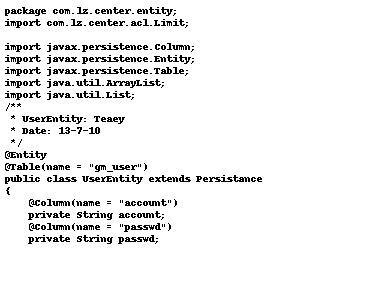 package com.lz.center.entity;
import com.lz.center.acl.Limit;

import javax.persistence.Column;
import javax.persistence.Entity;
import javax.persistence.Table;
import java.util.ArrayList;
import java.util.List;
/**
 * UserEntity: Teaey
 * Date: 13-7-10
 */
@Entity
@Table(name = "gm_user")
public class UserEntity extends Persistance
{
    @Column(name = "account")
    private String account;
    @Column(name = "passwd")
    private String passwd;